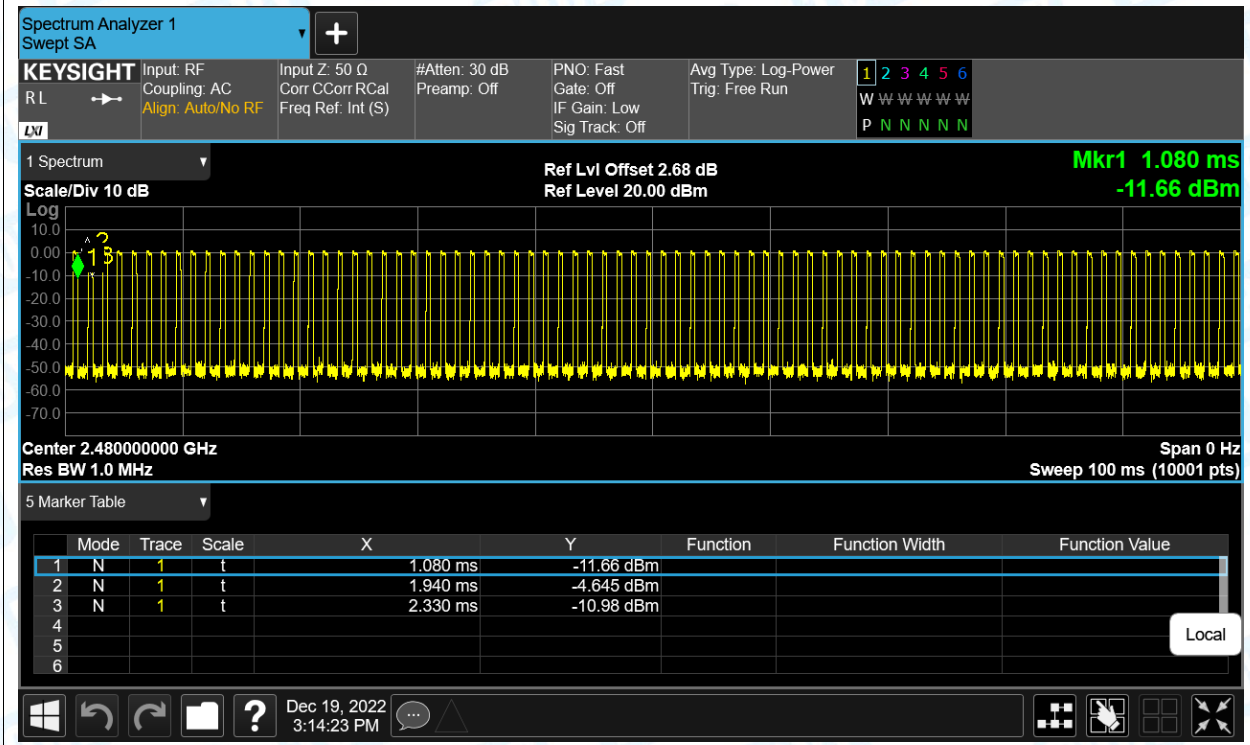 Spectrum Analyzer 1
Swept SA
KEYSIGHT Input: RF Input Z: 50 Ω #Atten: 30 dB PNO: Fast Avg Type: Log-Power 1 2 3 4 5 6
R L Coupling: AC Corr CCorr RCal Preamp: Off Gate: Off Trig: Free Run W W W W W W
Align: Auto/No RF Freq Ref: Int (S) IF Gain: Low P N N N N N
LXI Sig Track: Off
1 Spectrum Ref Lvl Offset 2.68 dB Mkr1 1.080 ms
Scale/Div 10 dB Ref Level 20.00 dBm -11.66 dBm
Log
10.0
0.00
-10.0
-20.0
-30.0
-40.0
-50.0
-60.0
-70.0
1 2 3
Center 2.480000000 GHz Span 0 Hz
Res BW 1.0 MHz Sweep 100 ms (10001 pts)
5 Marker Table
Mode Trace Scale X Y Function Function Width Function Value
1 N 1 t 1.080 ms -11.66 dBm
2 N 1 t 1.940 ms -4.645 dBm
3 N 1 t 2.330 ms -10.98 dBm
4
5
6
Local
? Dec 19, 2022
3:14:23 PM